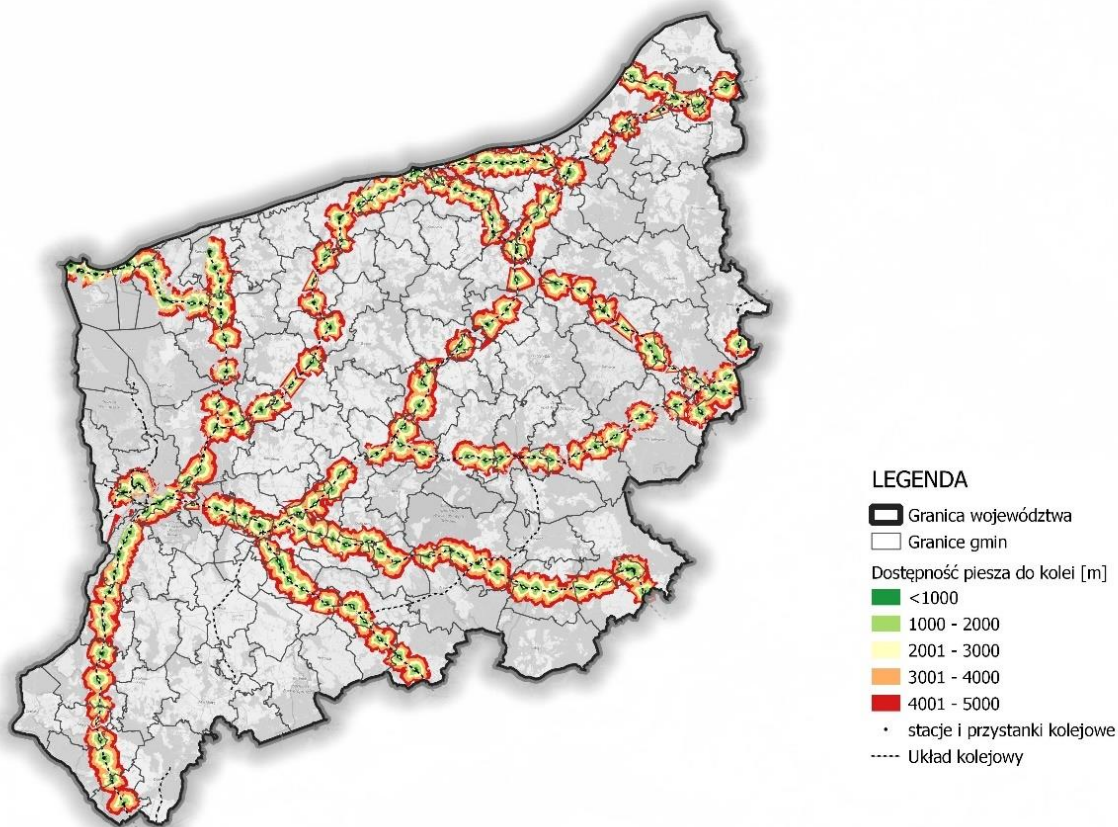 LEGENDA
Granica województwa
Granice gmin
Dostępność piesza do kolei [m]
<1000
1000 - 2000
2001 - 3000
3001 - 4000
4001 - 5000
stacje i przystanki kolejowe
Układ kolejowy